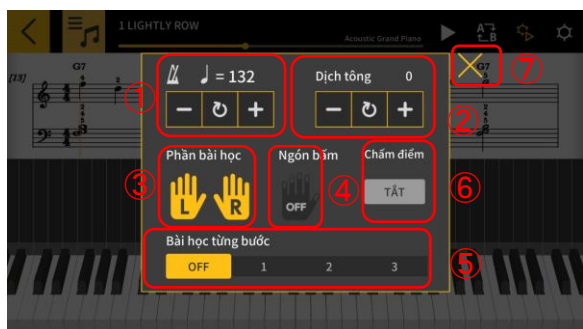 1 LIGHTLY ROW
Acoustic Grand Piano
A
B
[13]
G7
G7
♩ = 132
Dịch tông 0
⑦
①
− ↻ +
− ↻ +
②
Phần bài học
Ngón bấm
Chấm điểm
③
L
R
OFF
④
TẮT
⑥
Bài học từng bước
OFF 1 2 3
⑤